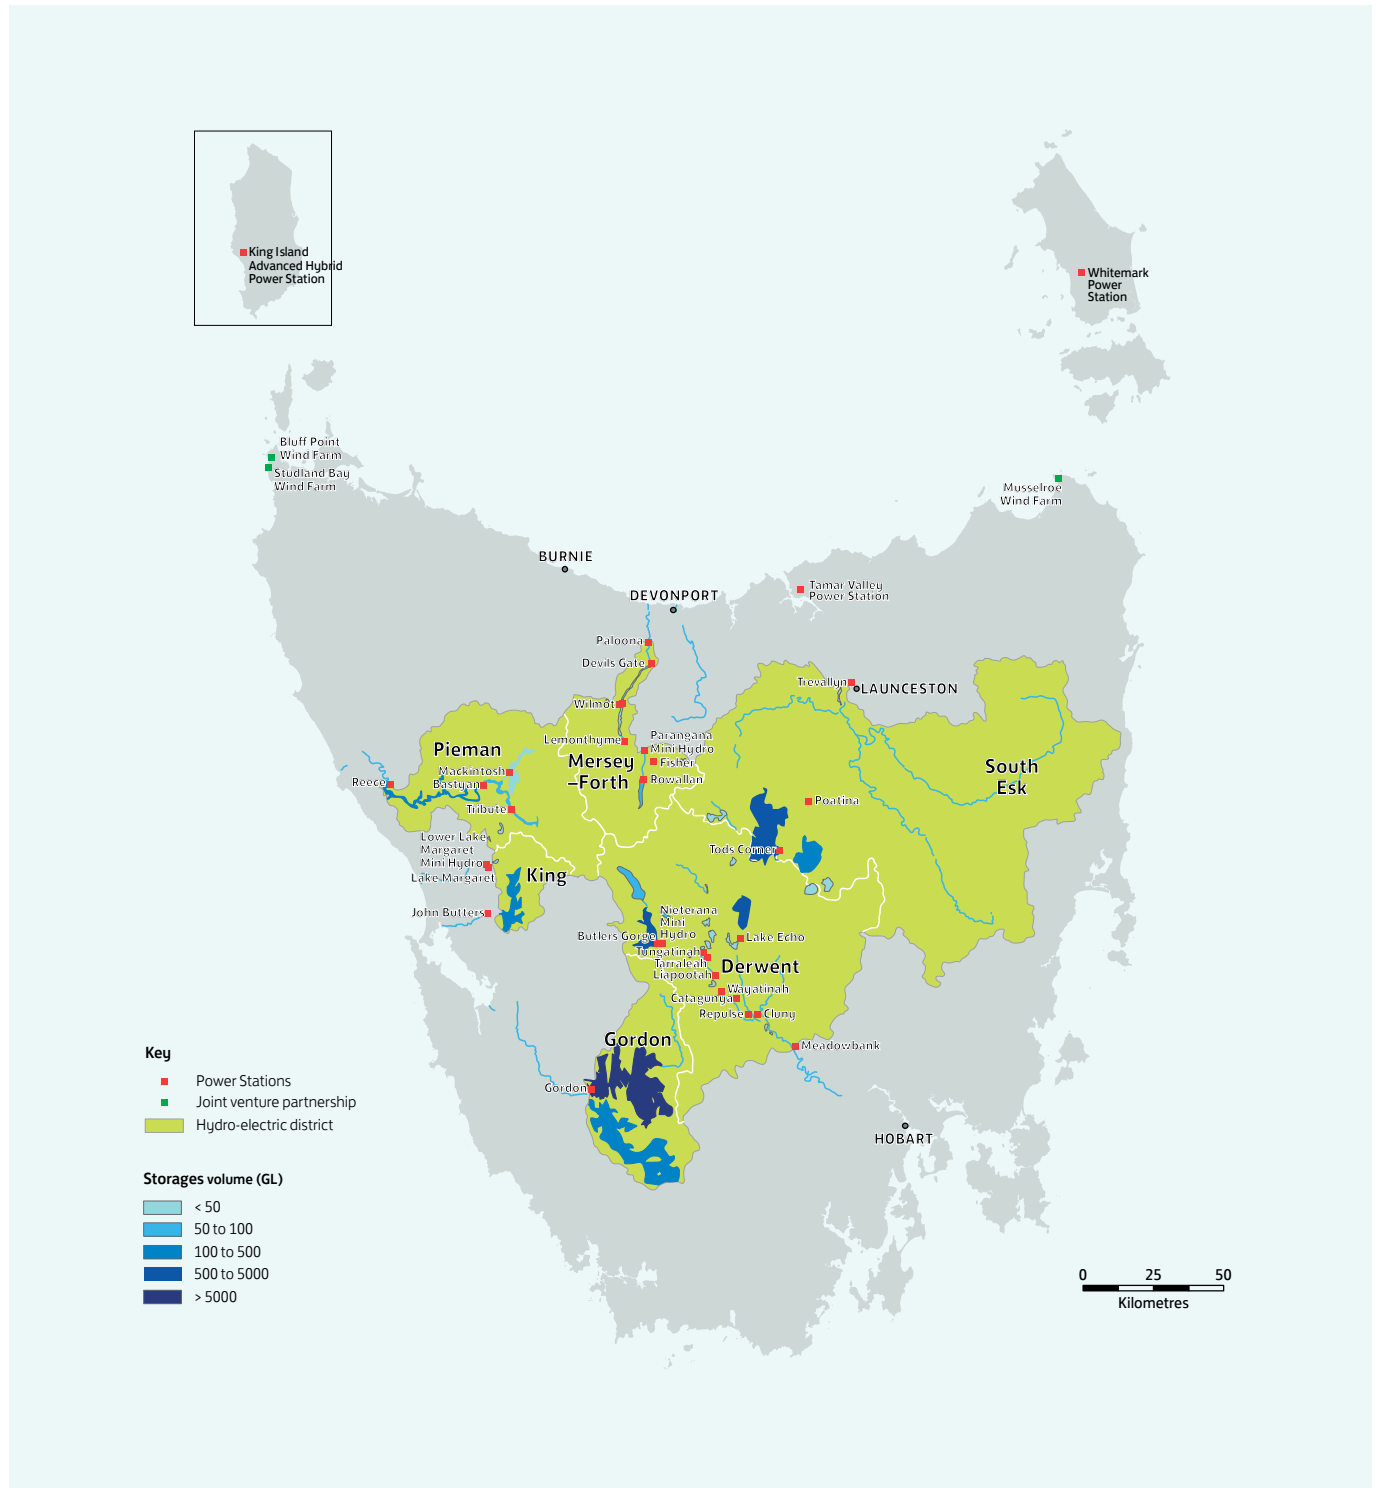 King Island
Advanced Hybrid
Power Station
Whitemark
Power
Station
Bluff Point
Wind Farm
Studland Bay
Wind Farm
Musselroe
Wind Farm
BURNIE
DEVONPORT
Tamar Valley
Power Station
Paloona
Devils Gate
Trevallyn
LAUNCESTON
Wilmot
Lemonthyme
Parangana
Mini Hydro
Fisher
Rowallan
Pieman
Mersey
–Forth
South
Esk
Mackintosh
Reece
Bastyan
Tribute
Poatina
Tods Corner
Lower Lake
Margaret
Mini Hydro
Lake Margaret
King
John Butters
Nieterana
Mini
Hydro
Butlers Gorge
Lake Echo
Tungatinah
Tarraleah
Liapootah
Derwent
Wayatinah
Catagunya
Repulse
Cluny
Gordon
Meadowbank
Gordon
HOBART
Key
Power Stations
Joint venture partnership
Hydro-electric district
Storages volume (GL)
< 50
50 to 100
100 to 500
500 to 5000
> 5000
0 25 50
Kilometres